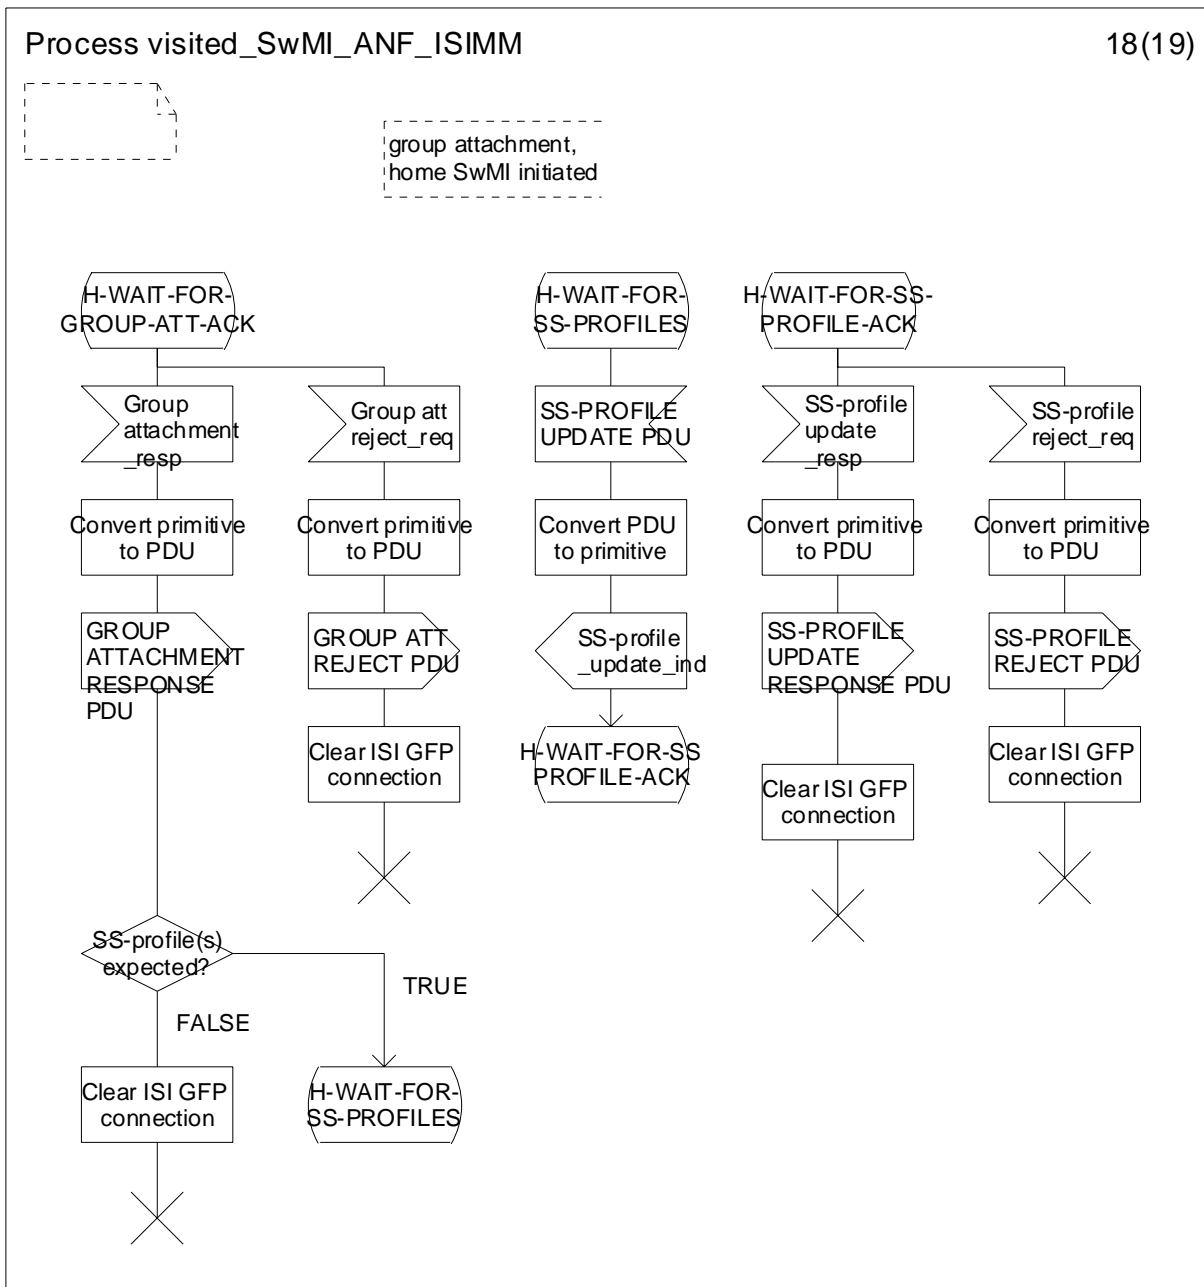 Process visited_SwMI_ANF_ISIMM
18(19)
group attachment,
home SwMI initiated
H-WAIT-FOR-
GROUP-ATT-ACK
H-WAIT-FOR-
SS-PROFILES
H-WAIT-FOR-SS-
PROFILE-ACK
Group
attachment
_resp
Group att
reject_req
SS-PROFILE
UPDATE PDU
SS-profile
update
_resp
SS-profile
reject_req
Convert primitive
to PDU
Convert primitive
to PDU
Convert PDU
to primitive
Convert primitive
to PDU
Convert primitive
to PDU
GROUP
ATTACHMENT
RESPONSE
PDU
GROUP ATT
REJECT PDU
SS-profile
_update_ind
SS-PROFILE
UPDATE
RESPONSE PDU
SS-PROFILE
REJECT PDU
Clear ISI GFP
connection
H-WAIT-FOR-SS
PROFILE-ACK
Clear ISI GFP
connection
Clear ISI GFP
connection
SS-profile(s)
expected?
TRUE
FALSE
Clear ISI GFP
connection
H-WAIT-FOR-
SS-PROFILES